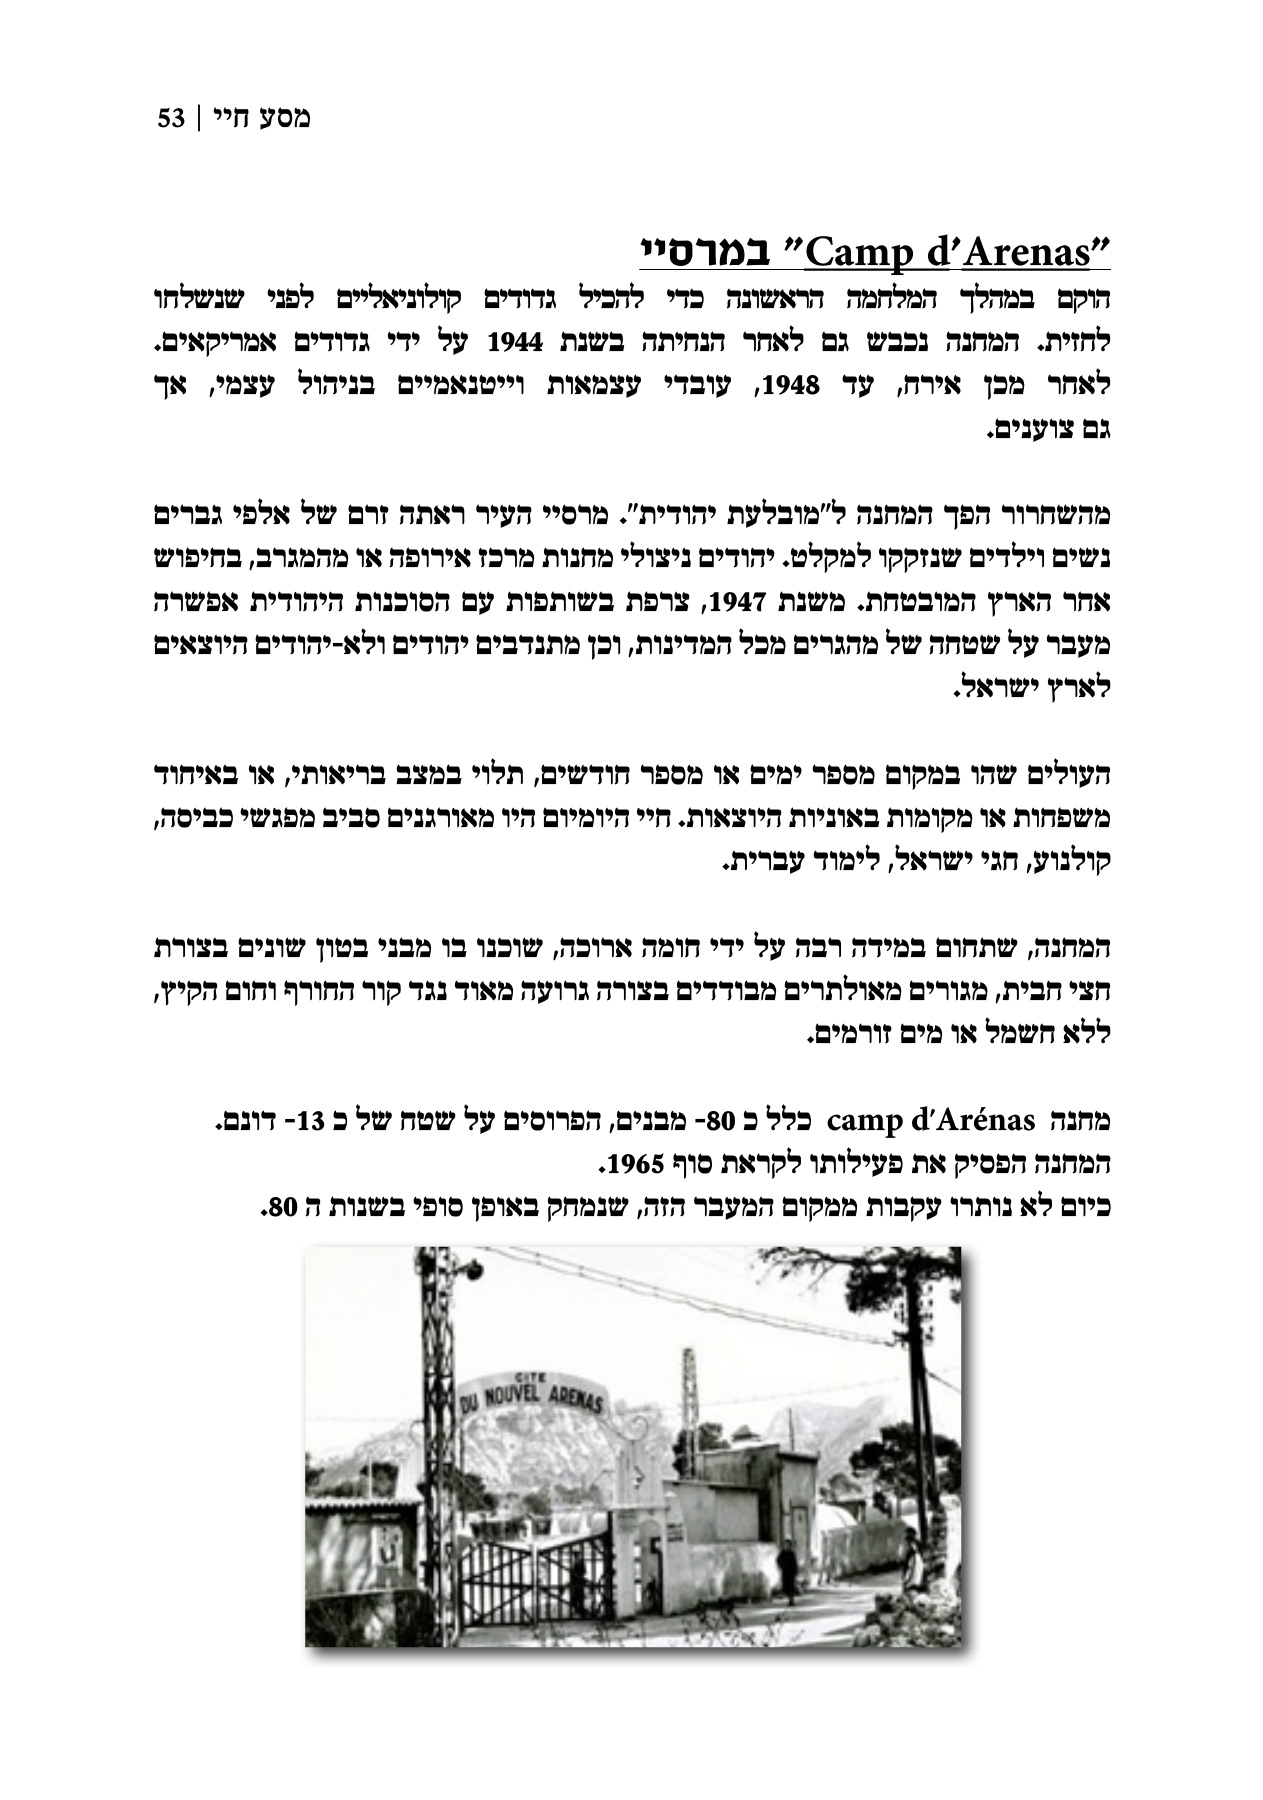 מסע חיי | 53
"Camp d'Arenas" במרסיי
הוקם במהלך המלחמה הראשונה כדי להכיל גדודים קולוניאליים לפני שנשלחו
לחזית. המחנה נכבש גם לאחר הנחיתה בשנת 1944 על ידי גדודים אמריקאים.
לאחר מכן אירח, עד 1948, עובדי עצמאות וייטנאמיים בניהול עצמי, אך
גם צוענים.
מהשחרור הפך המחנה ל"מובלעת יהודית". מרסיי העיר ראתה זרם של אלפי גברים
נשים וילדים שנזקקו למקלט. יהודים ניצולי מחנות מרכז אירופה או מהמגרב, בחיפוש
אחר הארץ המובטחת. משנת 1947, צרפת בשותפות עם הסוכנות היהודית אפשרה
מעבר על שטחה של מהגרים מכל המדינות, וכן מתנדבים יהודים ולא-יהודים היוצאים
לארץ ישראל.
העולים שהו במקום מספר ימים או מספר חודשים, תלוי במצב בריאותי, או באיחוד
משפחות או מקומות באוניות היוצאות. חיי היומיום היו מאורגנים סביב מפגשי כביסה,
קולנוע, חגי ישראל, לימוד עברית.
המחנה, שתחום במידה רבה על ידי חומה ארוכה, שוכנו בו מבני בטון שונים בצורת
חצי חבית, מגורים מאולתרים מבודדים בצורה גרועה מאוד נגד קור החורף וחום הקיץ,
ללא חשמל או מים זורמים.
מחנה camp d'Arénas כלל כ 80- מבנים, הפרוסים על שטח של כ 13- דונם.
המחנה הפסיק את פעילותו לקראת סוף 1965.
כיום לא נותרו עקבות ממקום המעבר הזה, שנמחק באופן סופי בשנות ה 80.
CITE
DU NOUVEL ARENAS